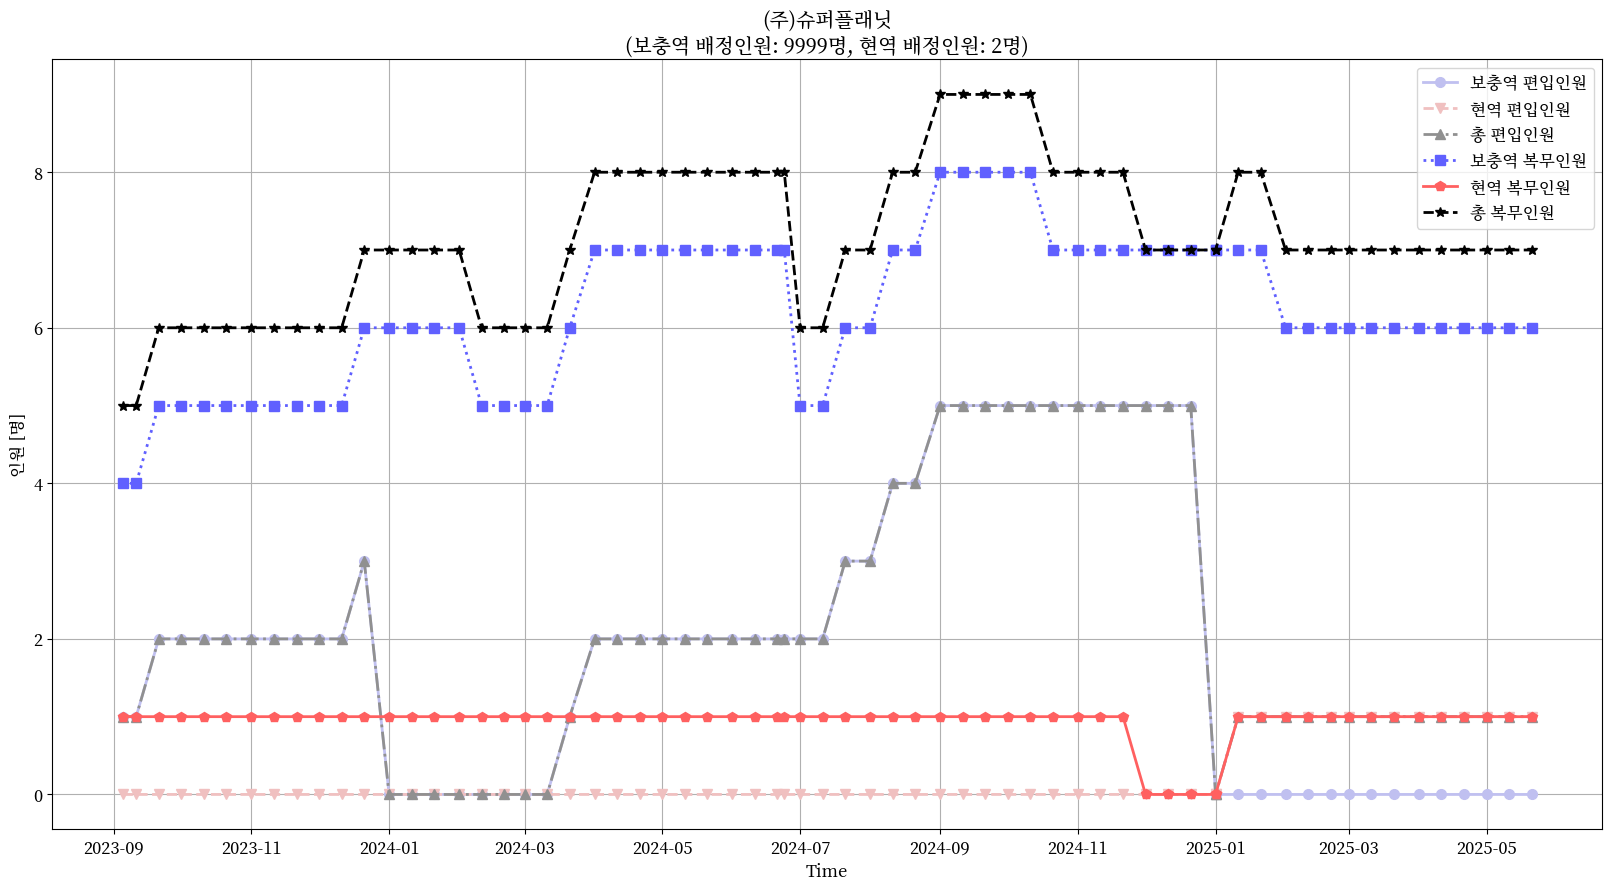 (주)슈퍼플래닛
(보충역 배정인원: 9999명, 현역 배정인원: 2명)
보충역 편입인원
현역 편입인원
총 편입인원
보충역 복무인원
현역 복무인원
총 복무인원
인원 [명]
8
6
4
2
0
2023-09 2023-11 2024-01 2024-03 2024-05 2024-07 2024-09 2024-11 2025-01 2025-03 2025-05
Time